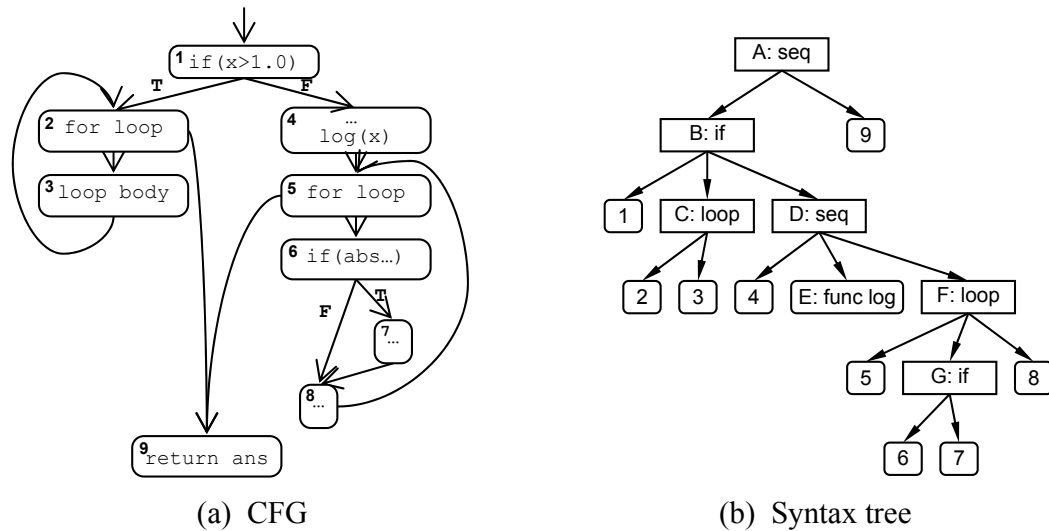 1 if(x>1.0)
T
F
2 for loop
4 …
log(x)
3 loop body
5 for loop
6 if(abs…)
F
T
7 …
8 …
9 return ans
(a) CFG
A: seq
B: if
9
1
C: loop
D: seq
2
3
4
E: func log
F: loop
5
G: if
8
6
7
(b) Syntax tree